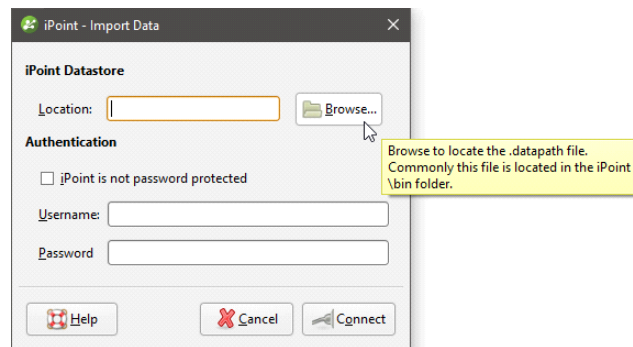 iPoint - Import Data
iPoint Datastore
Location:
Browse...
Authentication
Browse to locate the .datapath file.
Commonly this file is located in the iPoint
\bin folder.
iPoint is not password protected
Username:
Password
Help
Cancel
Connect